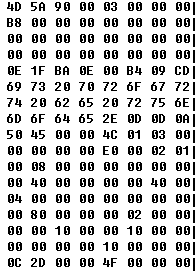 4D 5A 90 00 03 00 00 00
B8 00 00 00 00 00 00 00
00 00 00 00 00 00 00 00
00 00 00 00 00 00 00 00
0E 1F BA 0E 00 B4 09 CD
69 73 20 70 72 6F 67 72
74 20 62 65 20 72 75 6E
6D 6F 64 65 2E 0D 0D 0A
50 45 00 00 4C 01 03 00
00 00 00 00 E0 00 02 01
00 08 00 00 00 00 00 00
00 40 00 00 00 00 40 00
04 00 00 00 00 00 00 00
00 80 00 00 00 02 00 00
00 00 10 00 00 10 00 00
00 00 00 00 10 00 00 00
0C 2D 00 00 4F 00 00 00